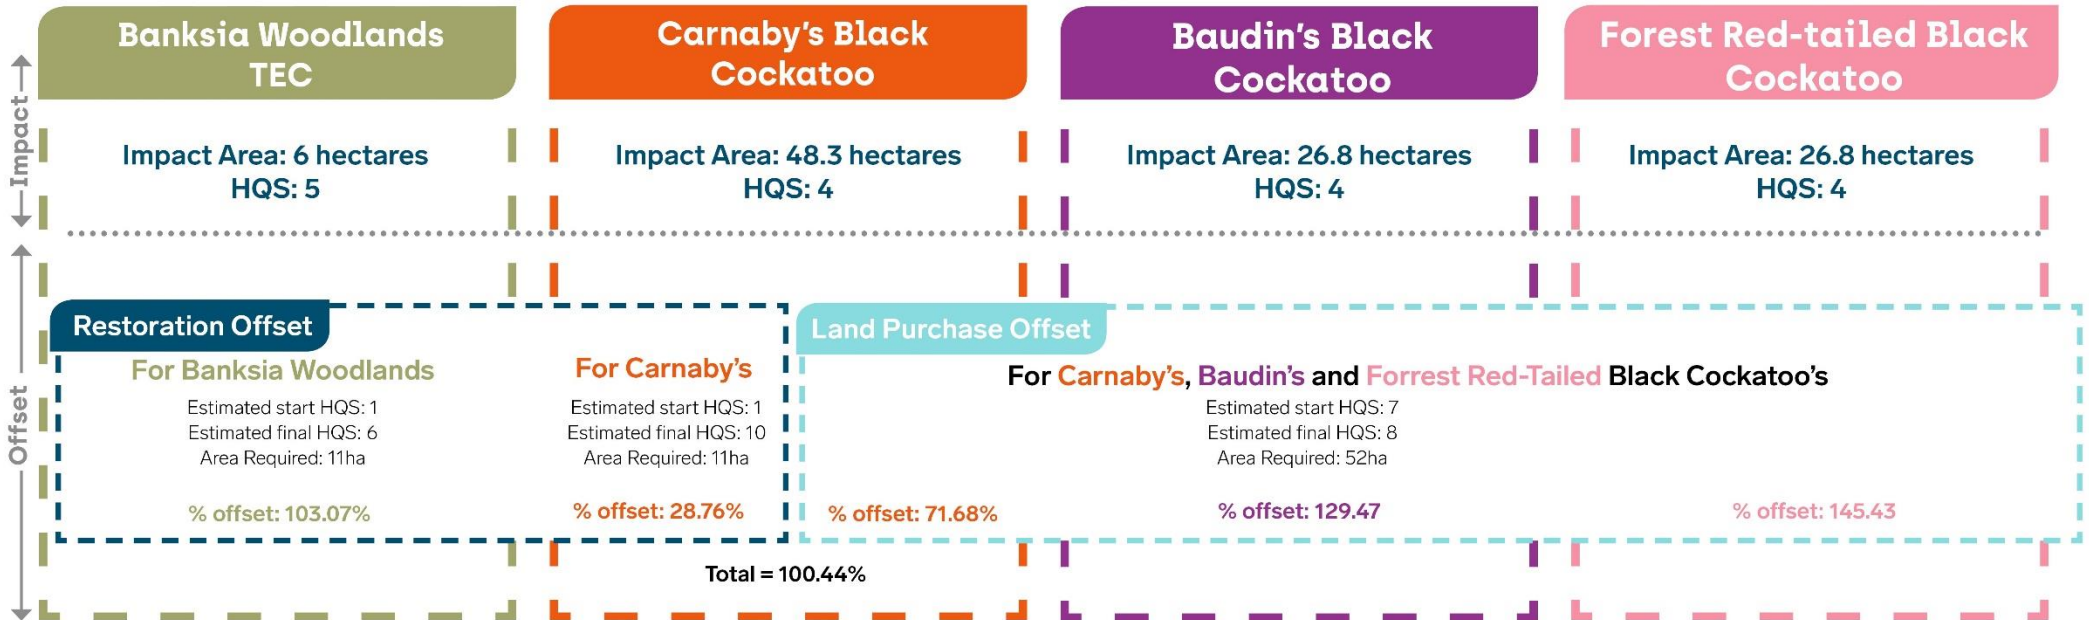 Banksia Woodlands
TEC
Carnaby's Black
Cockatoo
Baudin's Black
Cockatoo
Forest Red-tailed Black
Cockatoo
Impact
Impact Area: 6 hectares
HQS: 5
Impact Area: 48.3 hectares
HQS: 4
Impact Area: 26.8 hectares
HQS: 4
Impact Area: 26.8 hectares
HQS: 4
Offset
Restoration Offset
For Banksia Woodlands
Estimated start HQS: 1
Estimated final HQS: 6
Area Required: 11ha
% offset: 103.07%
For Carnaby's
Estimated start HQS: 1
Estimated final HQS: 10
Area Required: 11ha
% offset: 28.76%
Land Purchase Offset
For Carnaby's, Baudin's and Forrest Red-Tailed Black Cockatoo's
Estimated start HQS: 7
Estimated final HQS: 8
Area Required: 52ha
% offset: 71.68%
% offset: 129.47
% offset: 145.43
Total = 100.44%